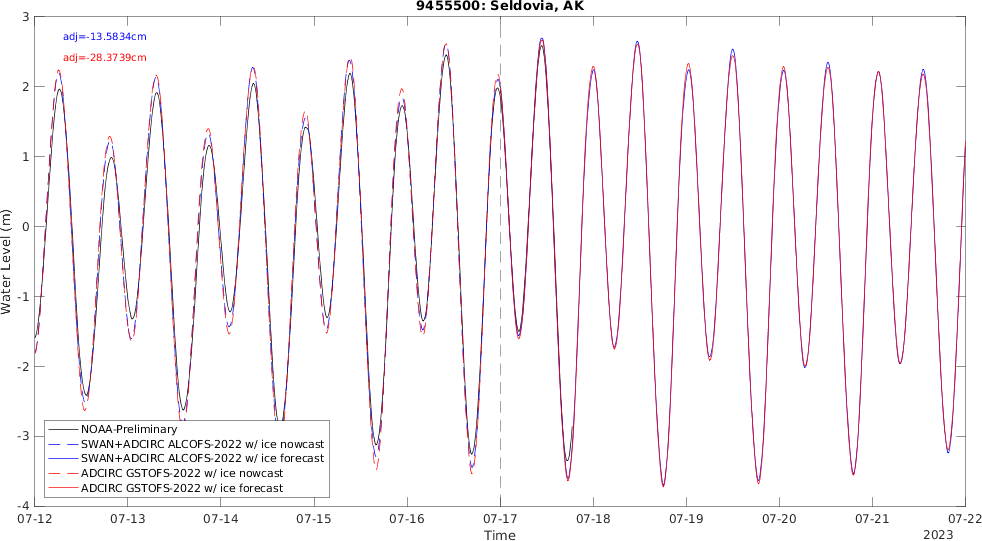 9455500: Seldovia, AK
adj=-13.5834cm
adj=-28.3739cm
Water Level (m)
3
2
1
0
-1
-2
-3
-4
NOAA-Preliminary
SWAN+ADCIRC ALCOFS-2022 w/ ice nowcast
SWAN+ADCIRC ALCOFS-2022 w/ ice forecast
ADCIRC GSTOFS-2022 w/ ice nowcast
ADCIRC GSTOFS-2022 w/ ice forecast
07-12 07-13 07-14 07-15 07-16 07-17 07-18 07-19 07-20 07-21 07-22
Time
2023